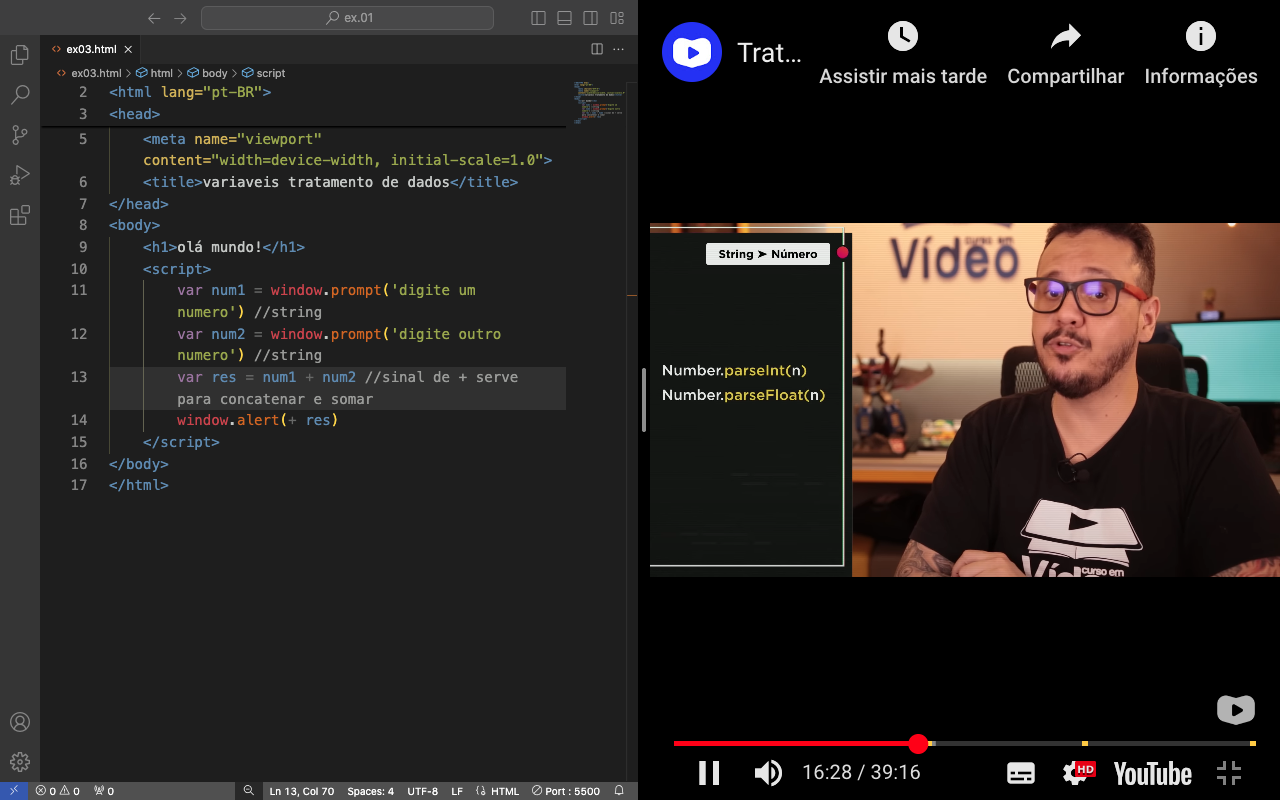 ex.01
ex03.html
ex03.html > html > body > script
2 <html lang="pt-BR">
3 <head>
5 <meta name="viewport"
content="width=device-width, initial-scale=1.0">
6 <title>variaveis tratamento de dados</title>
7 </head>
8 <body>
9 <h1>olá mundo!</h1>
10 <script>
11 var num1 = window.prompt('digite um
numero') //string
12 var num2 = window.prompt('digite outro
numero') //string
13 var res = num1 + num2 //sinal de + serve
para concatenar e somar
14 window.alert(+ res)
15 </script>
16 </body>
17 </html>
0 0 0
Ln 13, Col 70 Spaces: 4 UTF-8 LF HTML Port : 5500
Trat...
Assistir mais tarde
Compartilhar
Informações
String ➤ Número
Number.parseInt(n)
Number.parseFloat(n)
curso em
Vídeo
curso em
Vídeo
16:28 / 39:16
HD
YouTube